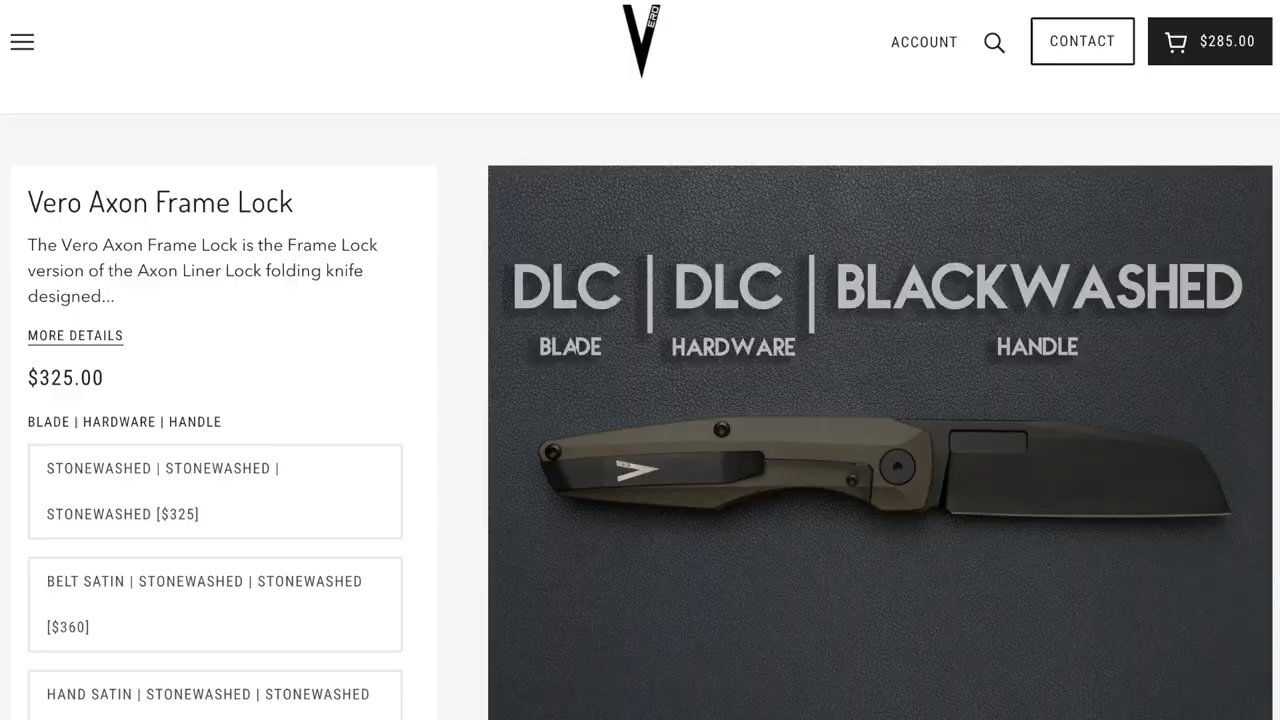 VERO
ACCOUNT
CONTACT
$285.00
Vero Axon Frame Lock
The Vero Axon Frame Lock is the Frame Lock
version of the Axon Liner Lock folding knife
designed...
MORE DETAILS
$325.00
BLADE | HARDWARE | HANDLE
STONEWASHED | STONEWASHED |
STONEWASHED [$325]
BELT SATIN | STONEWASHED | STONEWASHED
[$360]
HAND SATIN | STONEWASHED | STONEWASHED
DLC | DLC | BLACKWASHED
BLADE HARDWARE HANDLE